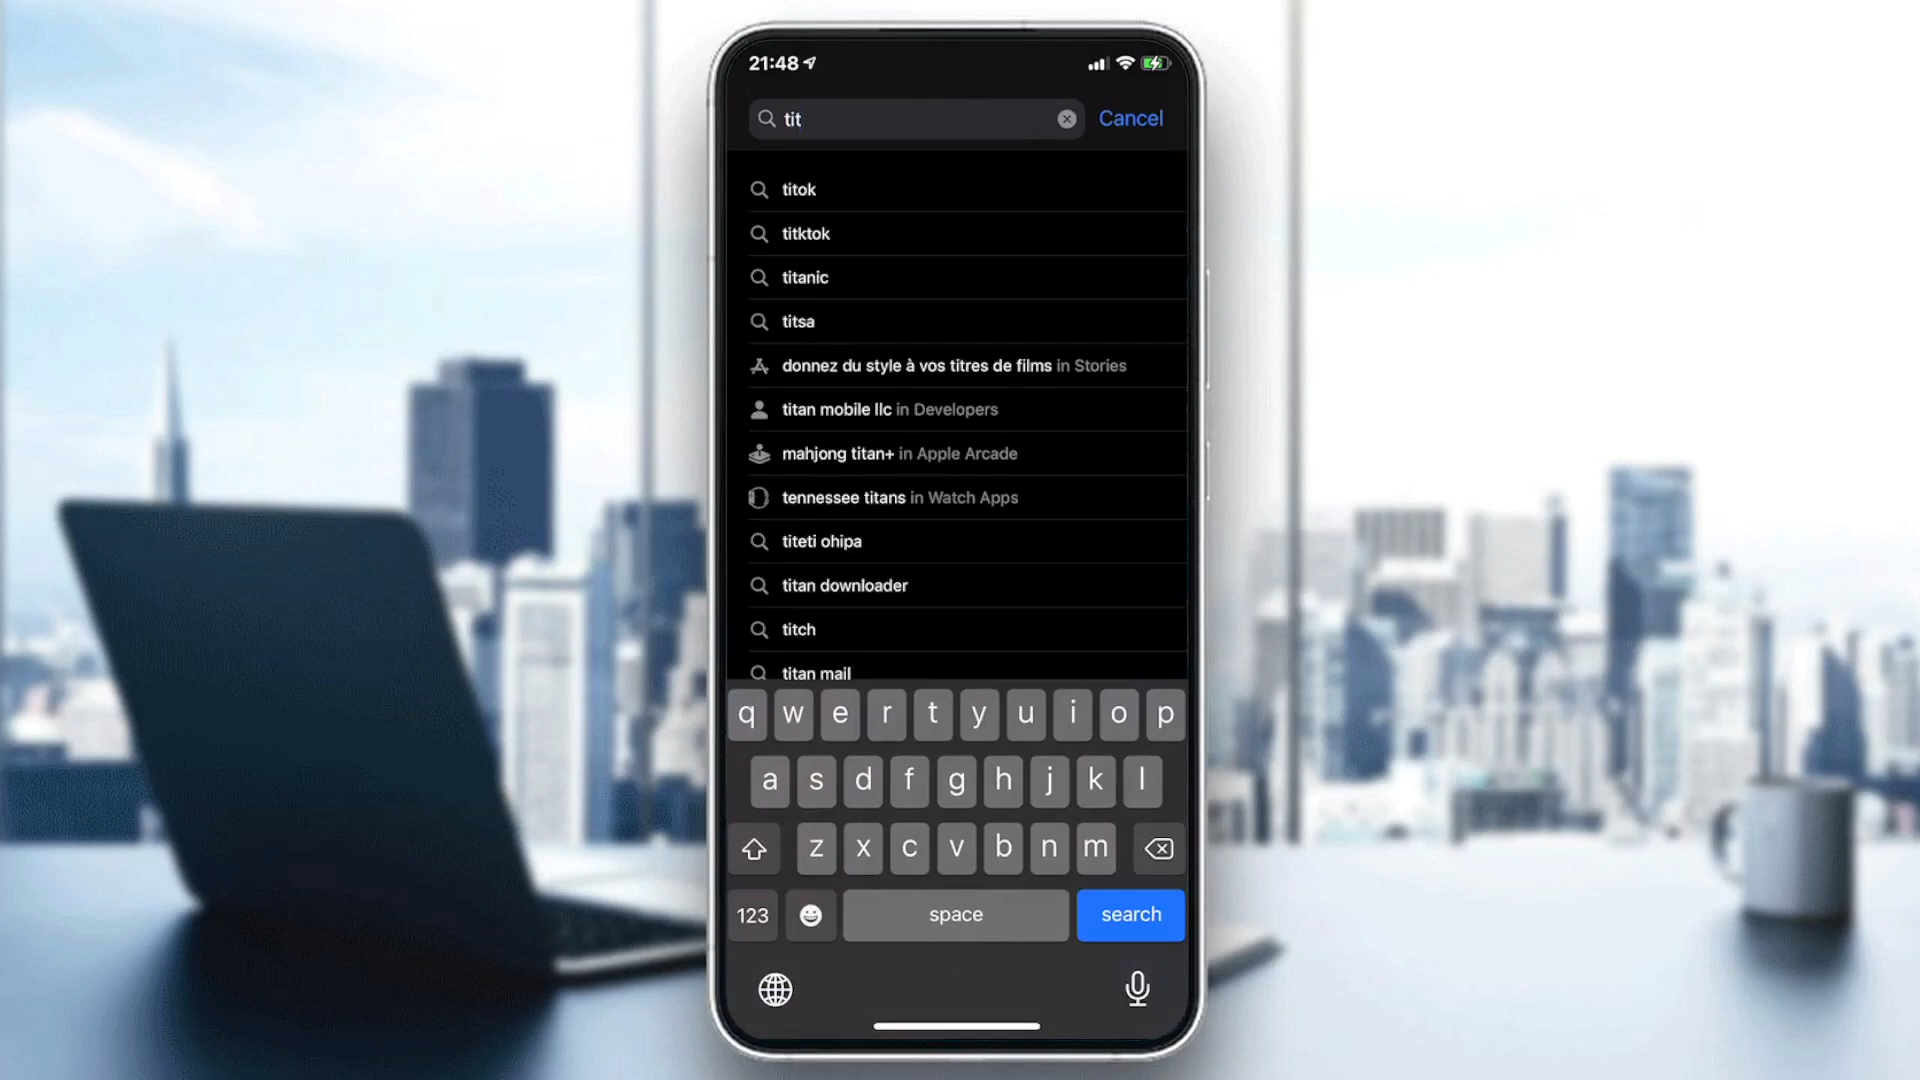 21:48
tit
Cancel
titok
titktok
titanic
titsa
donnez du style à vos titres de films in Stories
titan mobile llc in Developers
mahjong titan+ in Apple Arcade
tennessee titans in Watch Apps
titeti ohipa
titan downloader
titch
titan mail
q w e r t y u i o p
a s d f g h j k l
z x c v b n m
123 space search